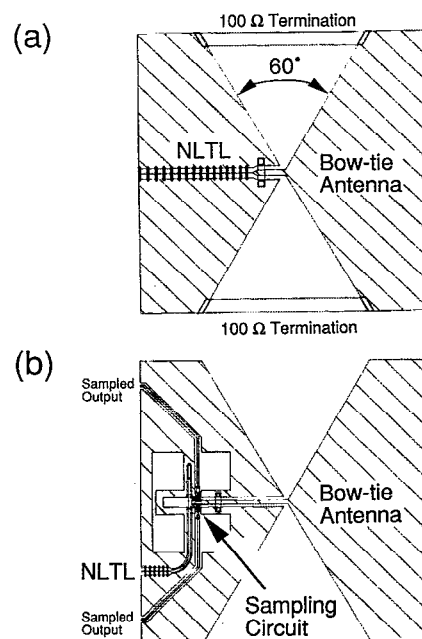 (a)
100 Ω Termination
60°
NLTL
Bow-tie
Antenna
100 Ω Termination
(b)
Sampled
Output
Bow-tie
Antenna
NLTL
Sampling
Circuit
Sampled
Output